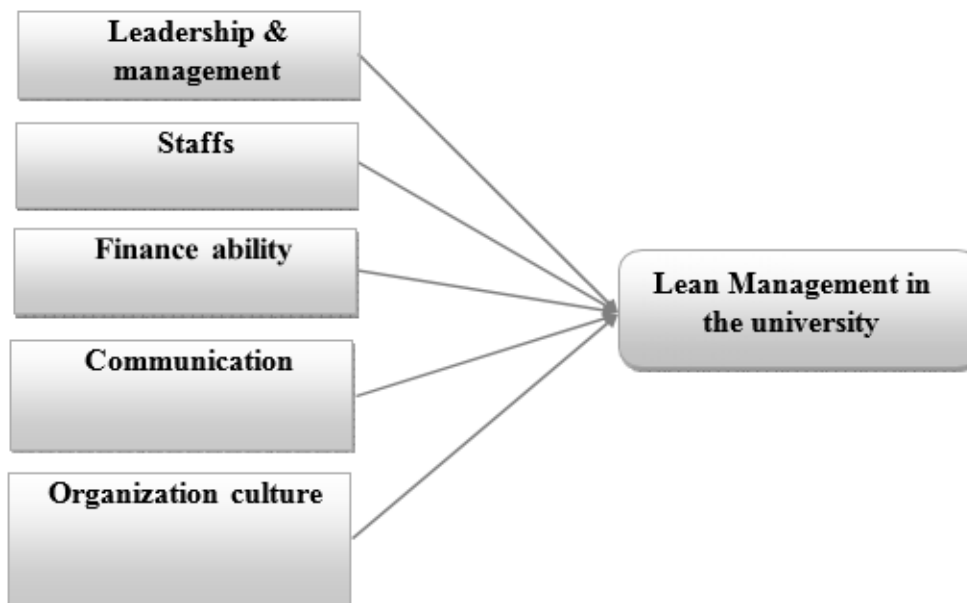 Leadership &
management
Staffs
Finance ability
Communication
Organization culture
Lean Management in
the university